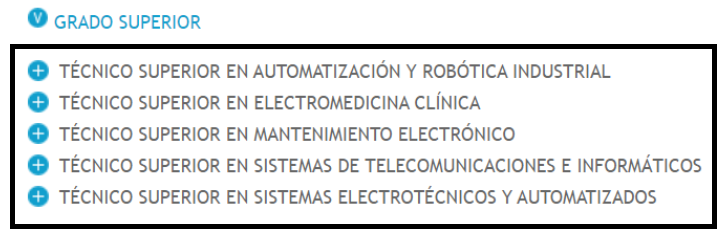 GRADO SUPERIOR
TÉCNICO SUPERIOR EN AUTOMATIZACIÓN Y ROBÓTICA INDUSTRIAL
TÉCNICO SUPERIOR EN ELECTROMEDICINA CLÍNICA
TÉCNICO SUPERIOR EN MANTENIMIENTO ELECTRÓNICO
TÉCNICO SUPERIOR EN SISTEMAS DE TELECOMUNICACIONES E INFORMÁTICOS
TÉCNICO SUPERIOR EN SISTEMAS ELECTROTÉCNICOS Y AUTOMATIZADOS